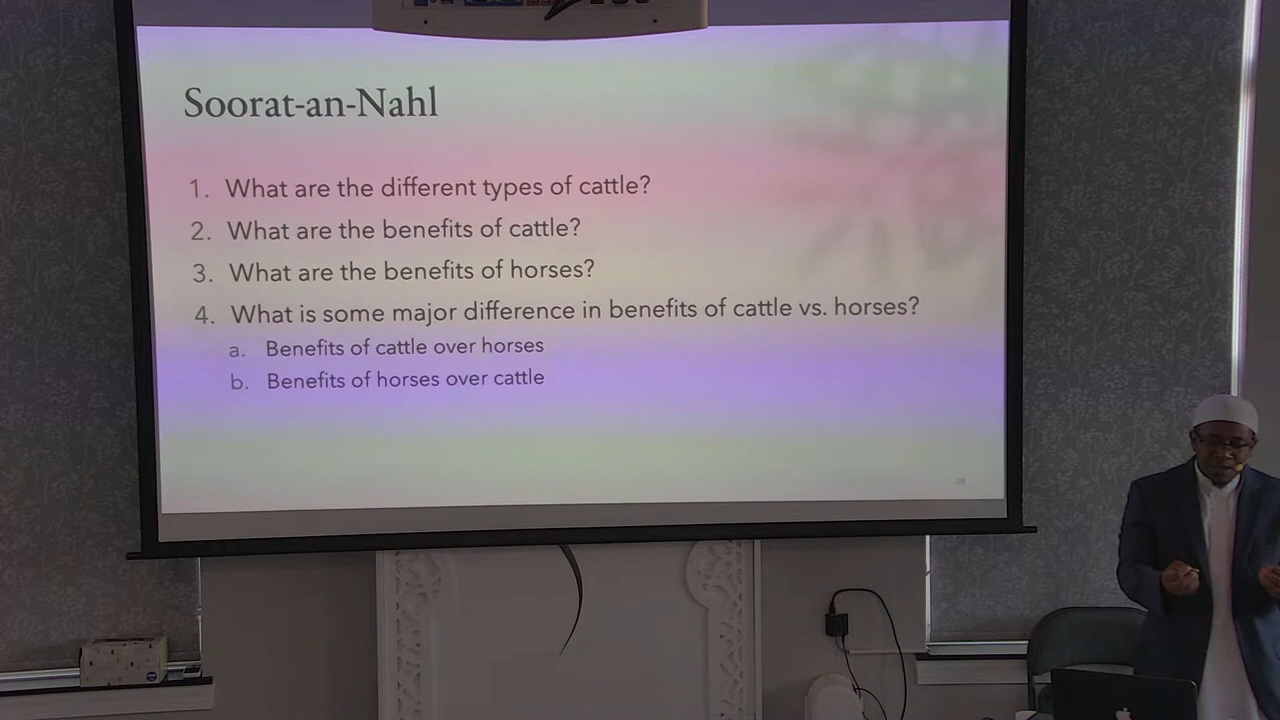 Soorat-an-Nahl
1. What are the different types of cattle?
2. What are the benefits of cattle?
3. What are the benefits of horses?
4. What is some major difference in benefits of cattle vs. horses?
a. Benefits of cattle over horses
b. Benefits of horses over cattle